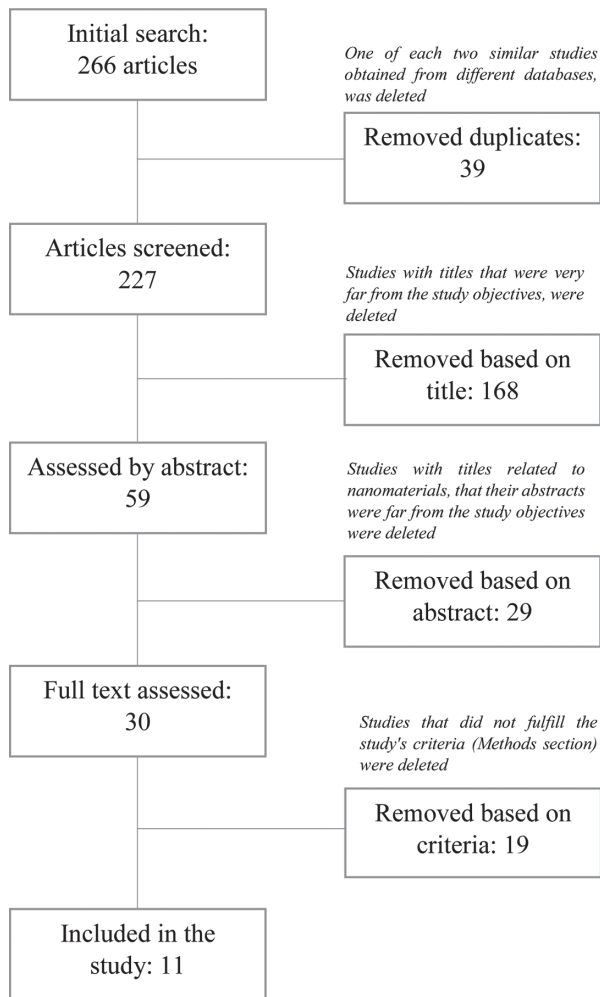 Initial search:
266 articles
One of each two similar studies
obtained from different databases,
was deleted
Removed duplicates:
39
Articles screened:
227
Studies with titles that were very
far from the study objectives, were
deleted
Removed based on
title: 168
Assessed by abstract:
59
Studies with titles related to
nanomaterials, that their abstracts
were far from the study objectives
were deleted
Removed based on
abstract: 29
Full text assessed:
30
Studies that did not fulfill the
study's criteria (Methods section)
were deleted
Removed based on
criteria: 19
Included in the
study: 11